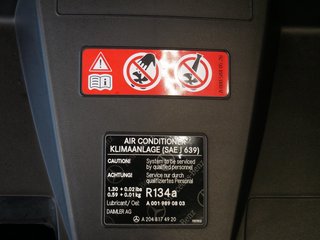 AIR CONDITIONER
KLIMAANLAGE (SAE J 639)
CAUTION! System to be serviced
by qualified personnel
ACHTUNG! Service nur durch
qualifiziertes Personal
1.30 + 0.02 lbs
0.59 + 0.01 kg R134a
Lubricant/ Oel: A 001 989 08 03
DAIMLER AG
A 204 817 49 20